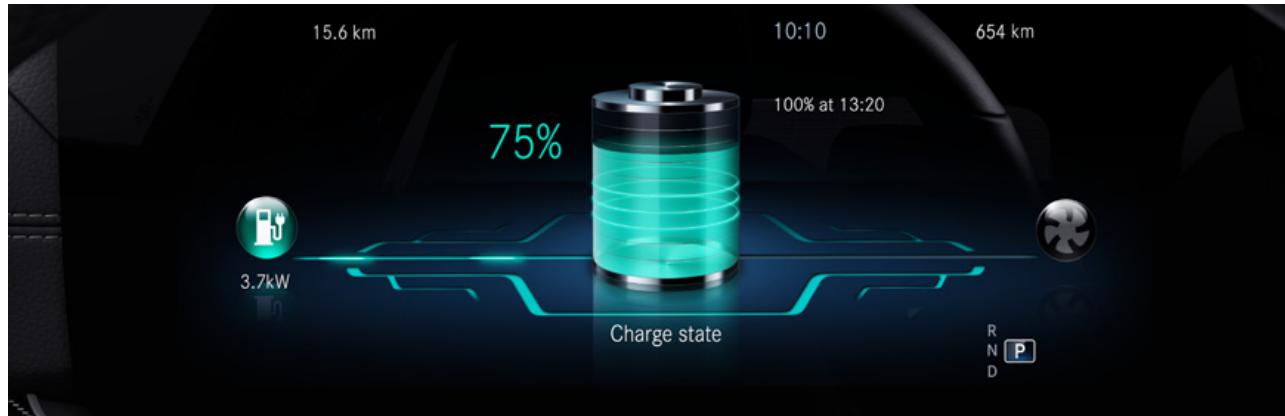 15.6 km
10:10
654 km
100% at 13:20
75%
3.7kW
Charge state
R
N P
D